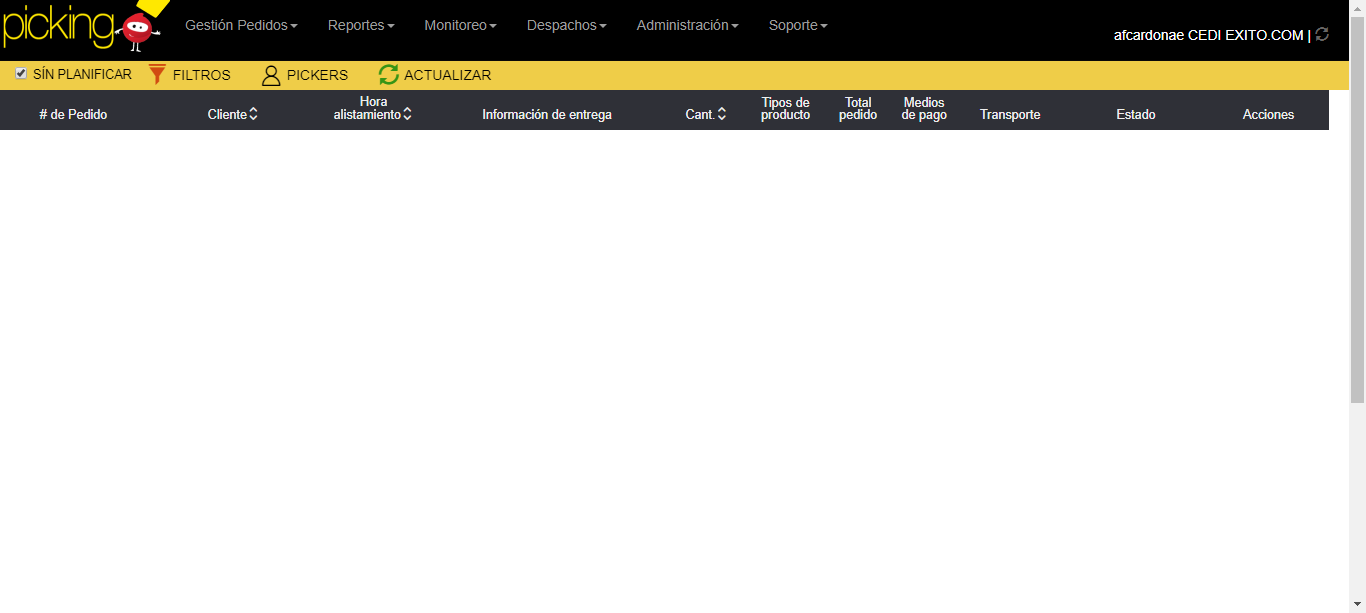 picking
Gestión Pedidos Reportes Monitoreo Despachos Administración Soporte
afcardonae CEDI EXITO.COM |
SÍN PLANIFICAR FILTROS PICKERS ACTUALIZAR
# de Pedido Cliente Hora alistamiento Información de entrega Cant. Tipos de producto Total pedido Medios de pago Transporte Estado Acciones